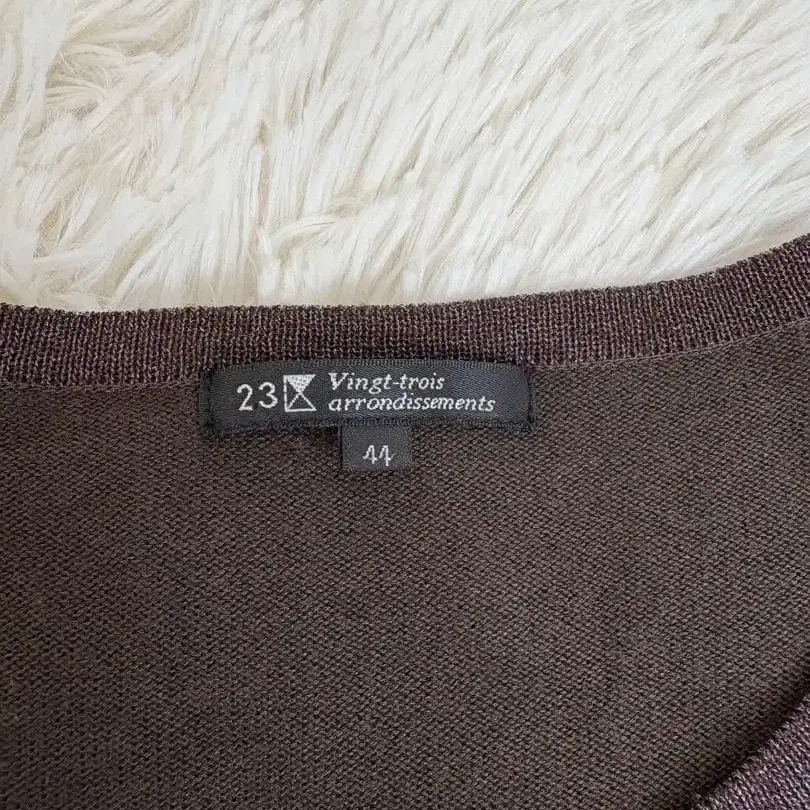 23 Vingt-trois
arrondissements
44